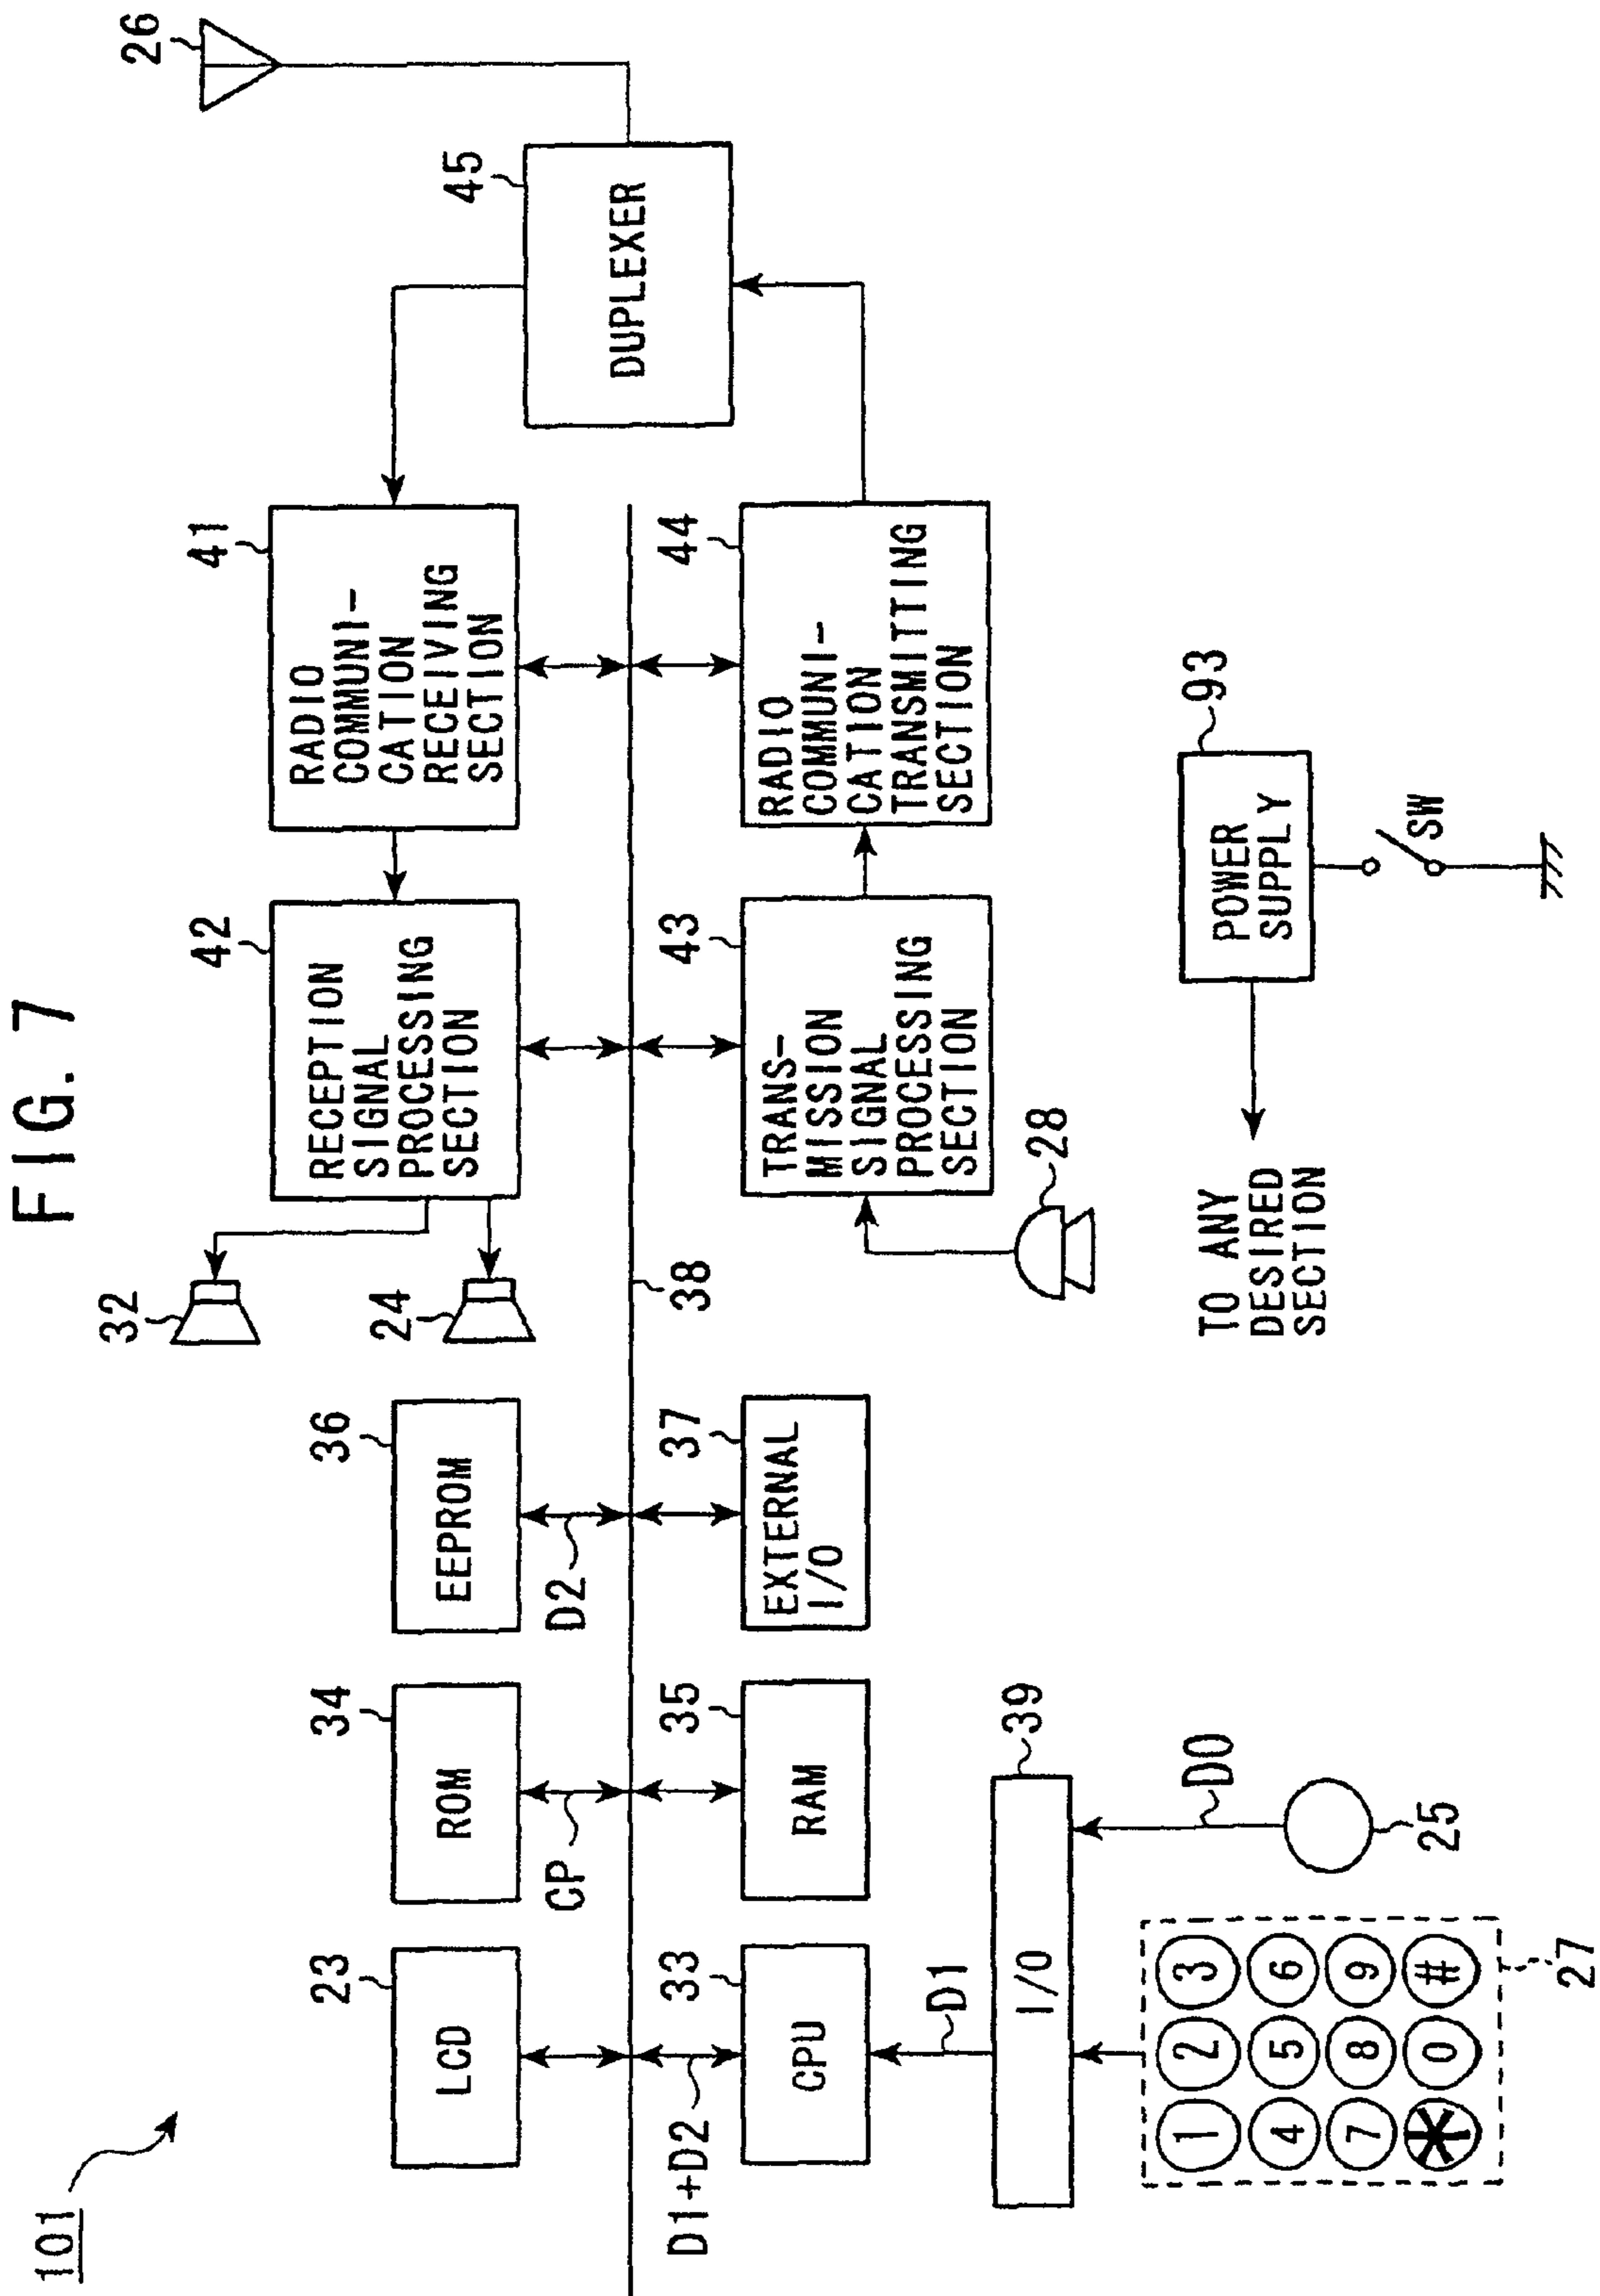 FIG. 7
101
26
45
DUPLEXER
41
RADIO
COMMUNI-
CATION
RECEIVING
SECTION
44
RADIO
COMMUNI-
CATION
TRANSMITTING
SECTION
42
RECEPTION
SIGNAL
PROCESSING
SECTION
43
TRANS-
MISSION
SIGNAL
PROCESSING
SECTION
32
24
38
28
93
POWER
SUPPLY
SW
TO ANY
DESIRED
SECTION
36
EEPROM
D2
37
EXTERNAL
I/O
34
ROM
CP
35
RAM
23
LCD
D1+D2
33
CPU
D1
39
I/O
D0
25
1 2 3
4 5 6
7 8 9
* 0 #
27